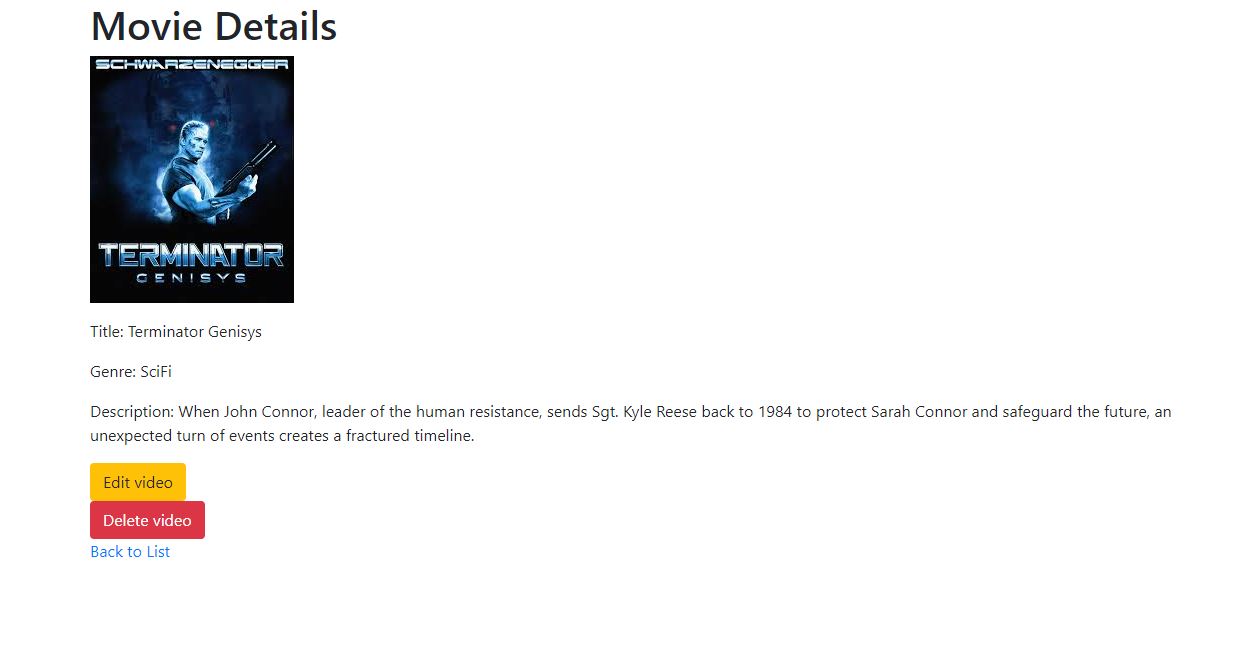 Movie Details
SCHWARZENEGGER
TERMINATOR
GENISYS
Title: Terminator Genisys
Genre: SciFi
Description: When John Connor, leader of the human resistance, sends Sgt. Kyle Reese back to 1984 to protect Sarah Connor and safeguard the future, an
unexpected turn of events creates a fractured timeline.
Edit video
Delete video
Back to List